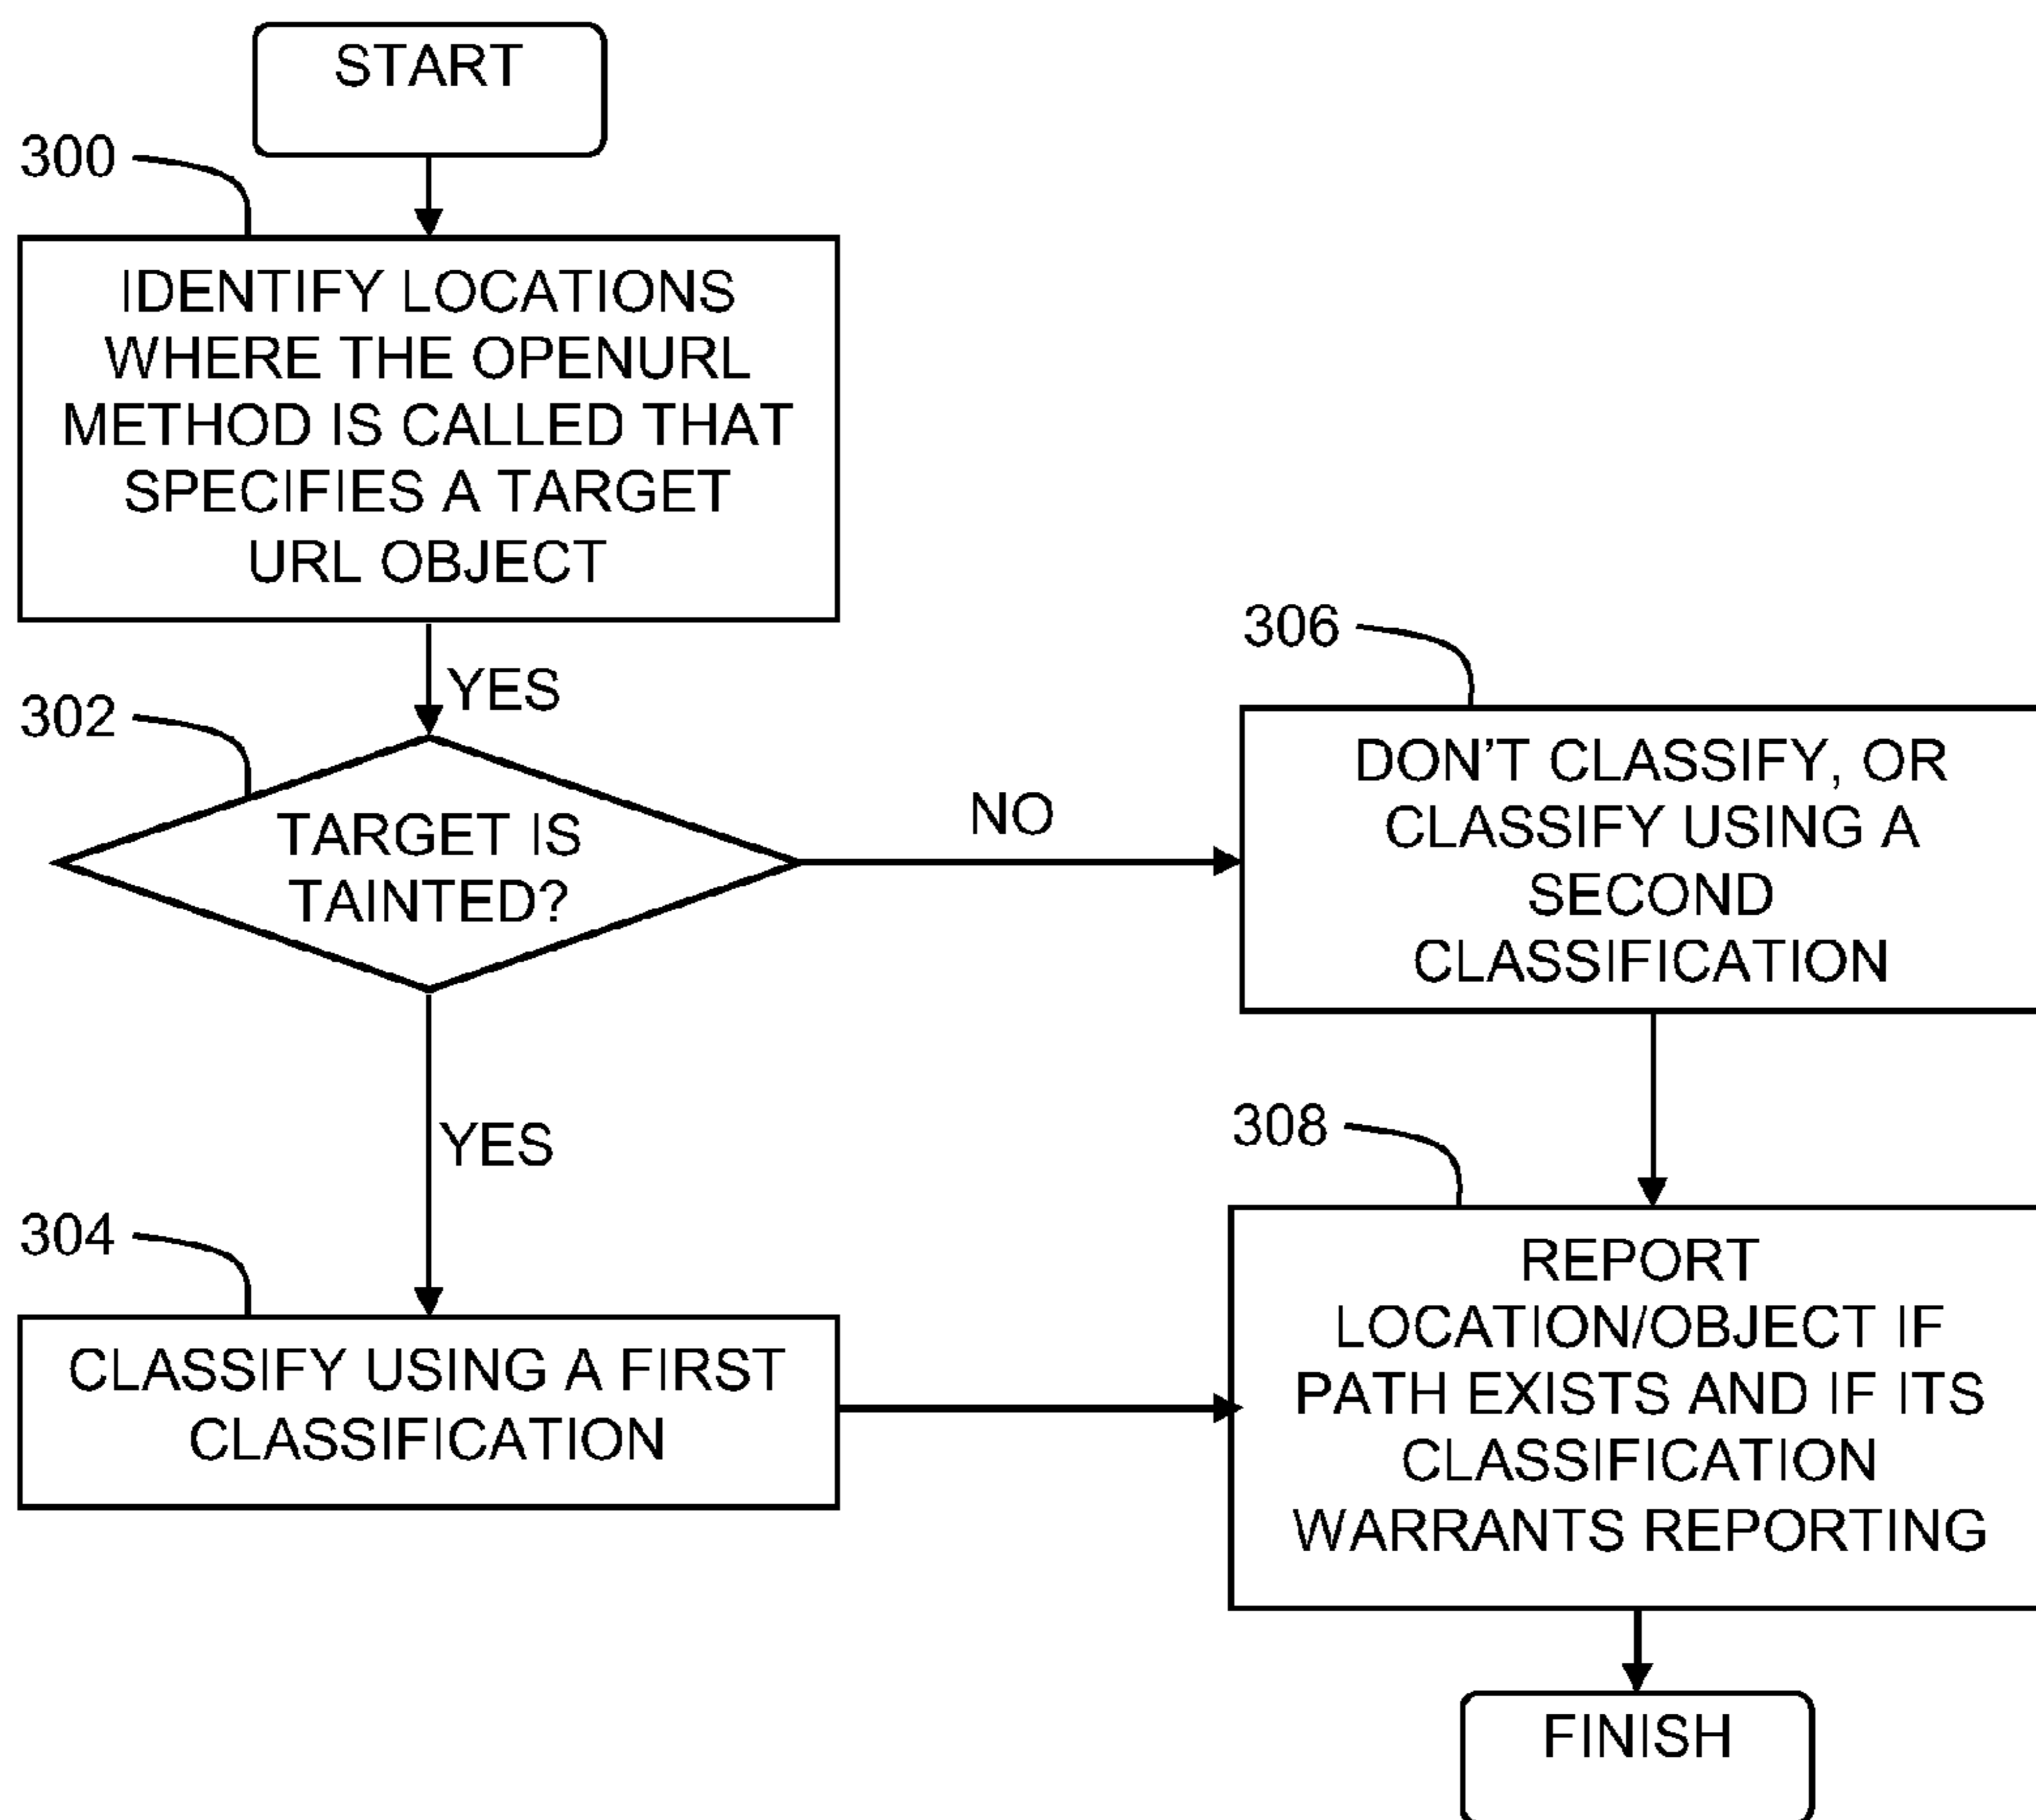 START
300
IDENTIFY LOCATIONS
WHERE THE OPENURL
METHOD IS CALLED THAT
SPECIFIES A TARGET
URL OBJECT
YES
302
TARGET IS
TAINTED?
NO
306
DON'T CLASSIFY, OR
CLASSIFY USING A
SECOND
CLASSIFICATION
YES
304
CLASSIFY USING A FIRST
CLASSIFICATION
308
REPORT
LOCATION/OBJECT IF
PATH EXISTS AND IF ITS
CLASSIFICATION
WARRANTS REPORTING
FINISH